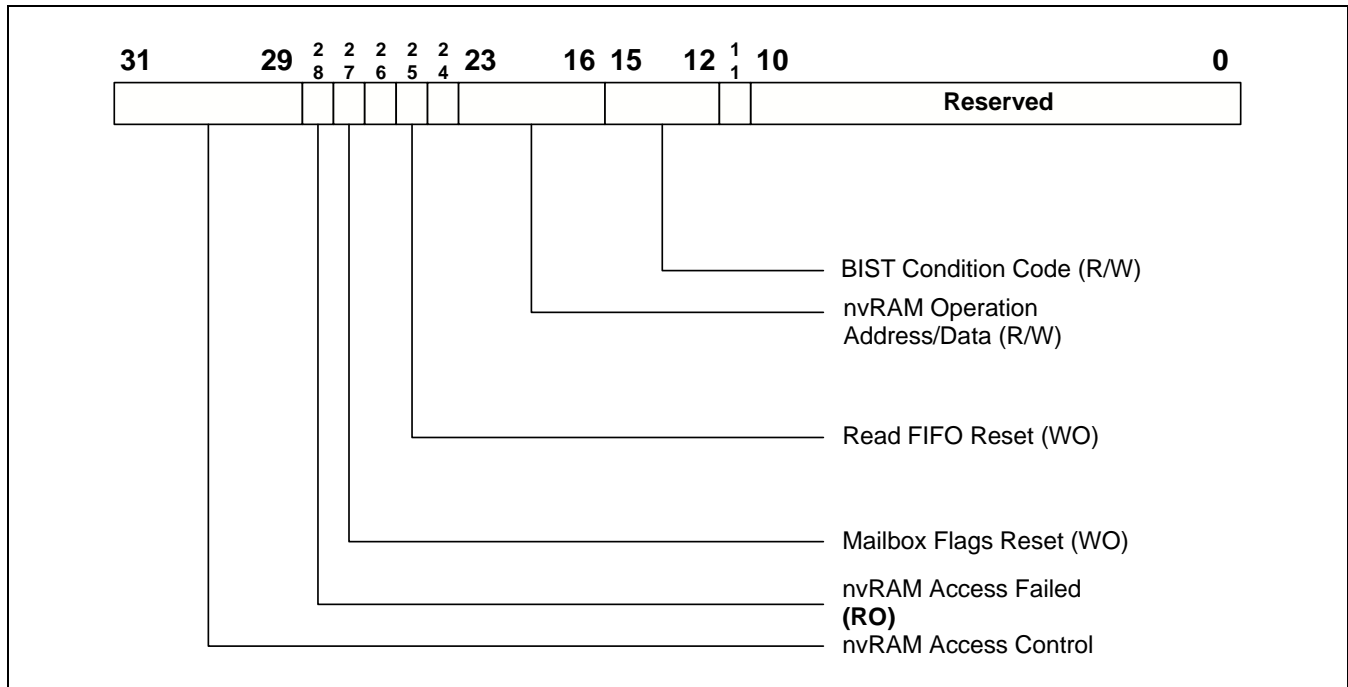 31 29 28 27 26 25 24 23 16 15 12 11 10 0
Reserved
BIST Condition Code (R/W)
nvRAM Operation
Address/Data (R/W)
Read FIFO Reset (WO)
Mailbox Flags Reset (WO)
nvRAM Access Failed
(RO)
nvRAM Access Control